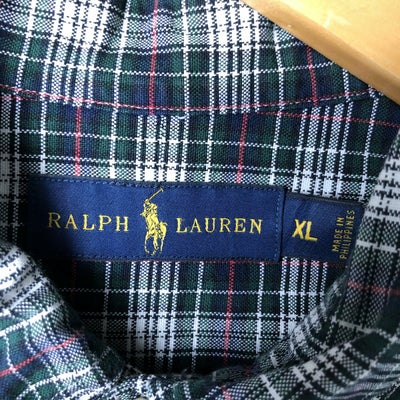 RALPH LAUREN
XL
MADE IN
PHILIPPINES